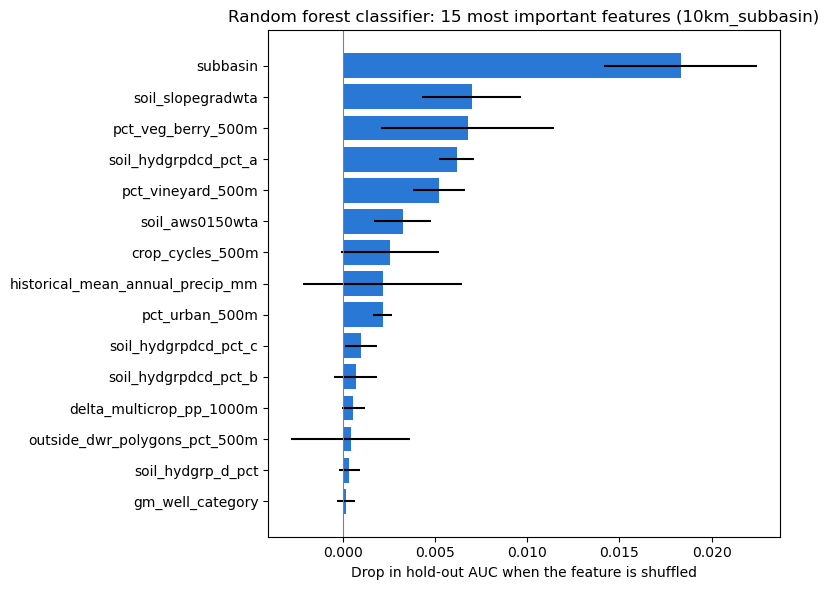 Random forest classifier: 15 most important features (10km_subbasin)
subbasin
soil_slopegradwta
pct_veg_berry_500m
soil_hydgrpdcd_pct_a
pct_vineyard_500m
soil_aws0150wta
crop_cycles_500m
historical_mean_annual_precip_mm
pct_urban_500m
soil_hydgrpdcd_pct_c
soil_hydgrpdcd_pct_b
delta_multicrop_pp_1000m
outside_dwr_polygons_pct_500m
soil_hydgrp_d_pct
gm_well_category
0.000 0.005 0.010 0.015 0.020
Drop in hold-out AUC when the feature is shuffled